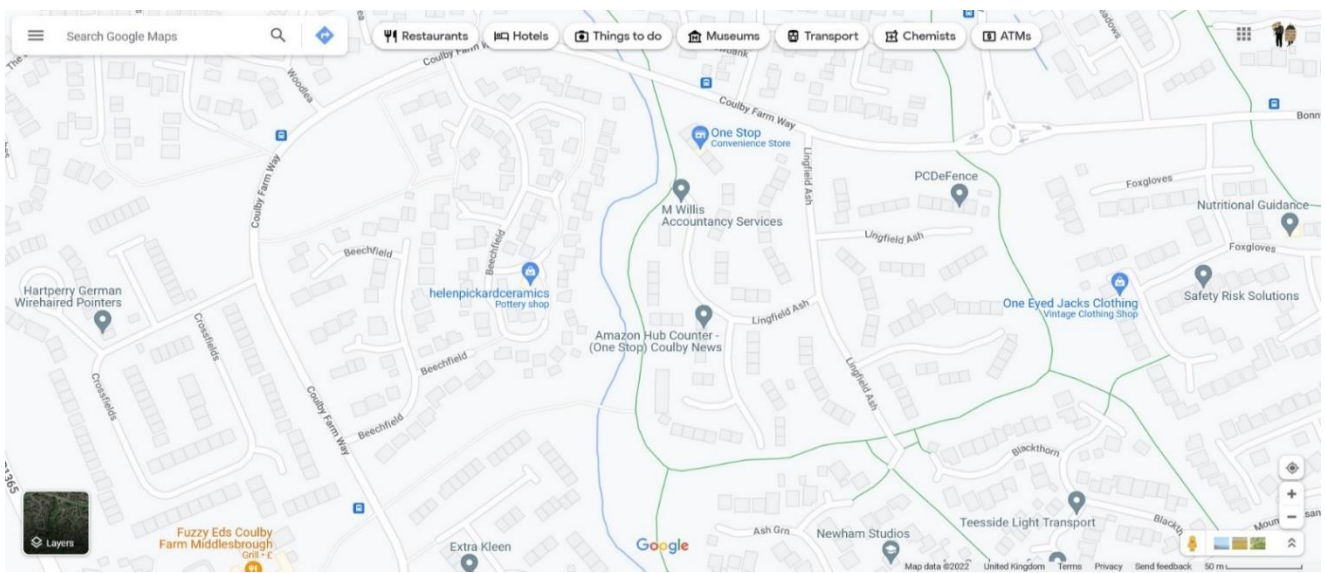 Search Google Maps
Restaurants
Hotels
Things to do
Museums
Transport
Chemists
ATMs
Woodlea
Coulby Farm Way
Coulby Farm Way
One Stop
Convenience Store
Lingfield Ash
PCDeFence
Foxgloves
M Willis
Accountancy Services
Nutritional Guidance
Coulby Farm Way
Beechfield
Beechfield
Lingfield Ash
Foxgloves
Hartperry German
Wirehaired Pointers
helenpickardceramics
Pottery shop
One Eyed Jacks Clothing
Vintage Clothing Shop
Safety Risk Solutions
Crossfields
Lingfield Ash
Amazon Hub Counter -
(One Stop) Coulby News
Beechfield
Lingfield Ash
Crossfields
Coulby Farm Way
Beechfield
Blackthorn
Layers
Fuzzy Eds Coulby
Farm Middlesbrough
Grill • £
Extra Kleen
Google
Ash Grn
Newham Studios
Teesside Light Transport
Map data ©2022
United Kingdom
Terms
Privacy
Send feedback
50 m